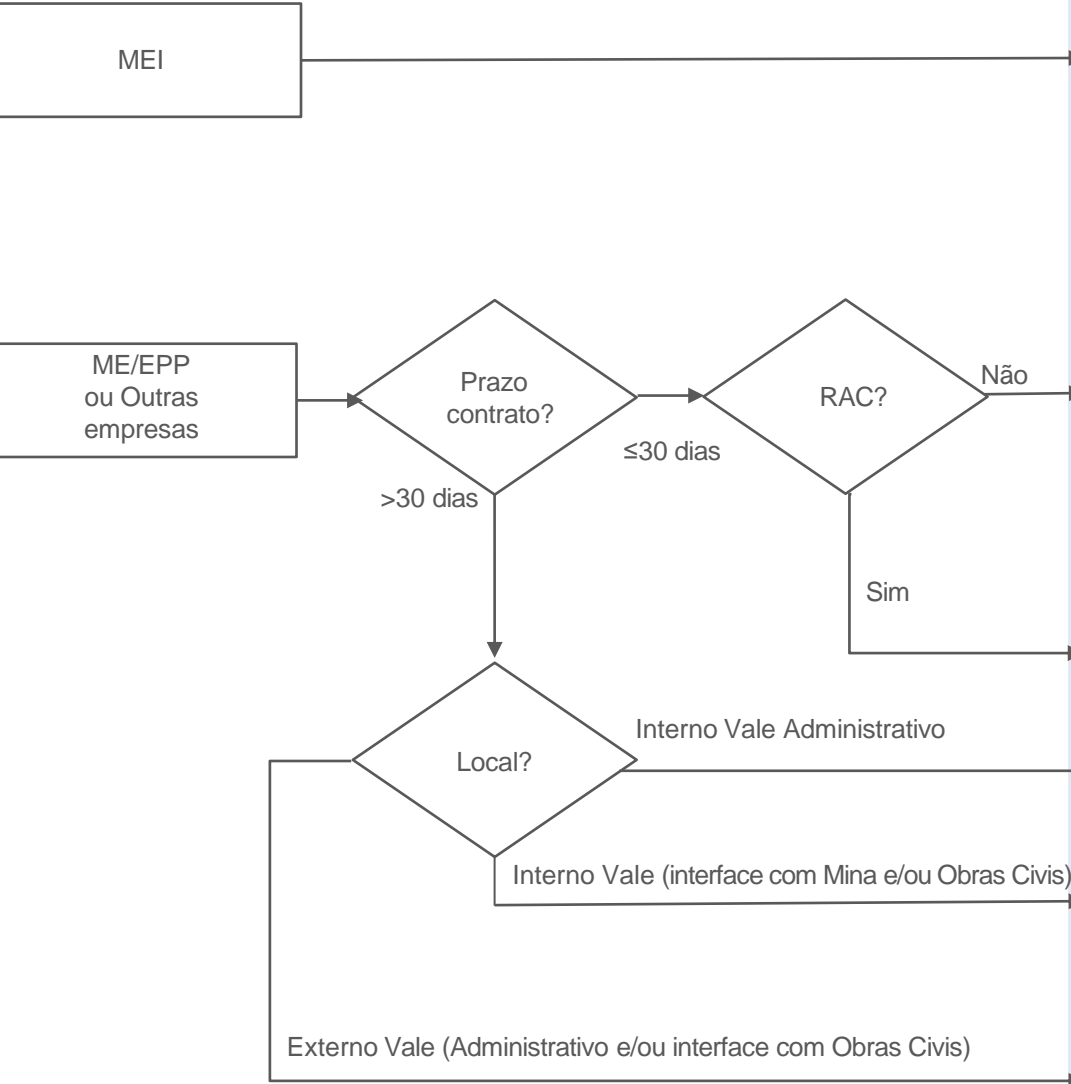 MEI
ME/EPP
ou Outras
empresas
Prazo
contrato?
≤30 dias
>30 dias
RAC?
Não
Sim
Local?
Interno Vale Administrativo
Interno Vale (interface com Mina e/ou Obras Civis)
Externo Vale (Administrativo e/ou interface com Obras Civis)